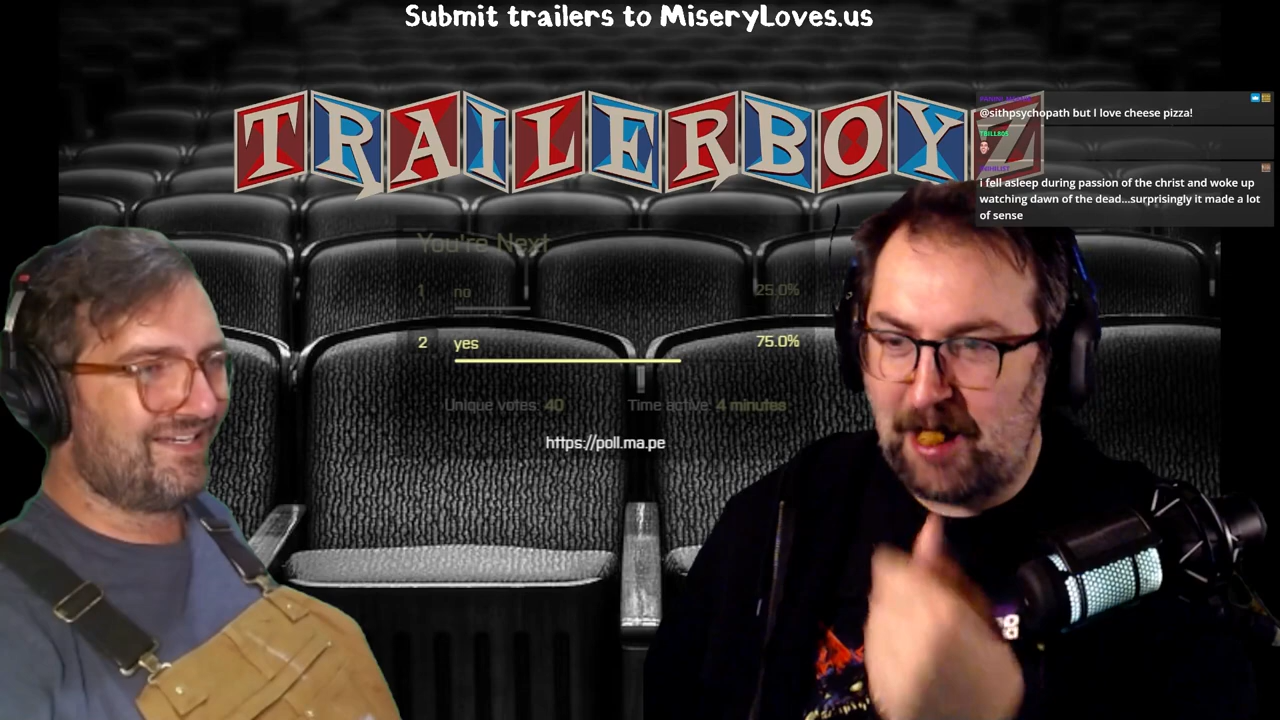 Submit trailers to MiseryLoves.us
TRAILERBOYZ
@sithpsychopath but I love cheese pizza!
TRILL803
i fell asleep during passion of the christ and woke up
watching dawn of the dead...surprisingly it made a lot
of sense
You're Next
1 no 25.0%
2 yes 75.0%
Unique votes: 40 Time active: 4 minutes
https://poll.ma.pe